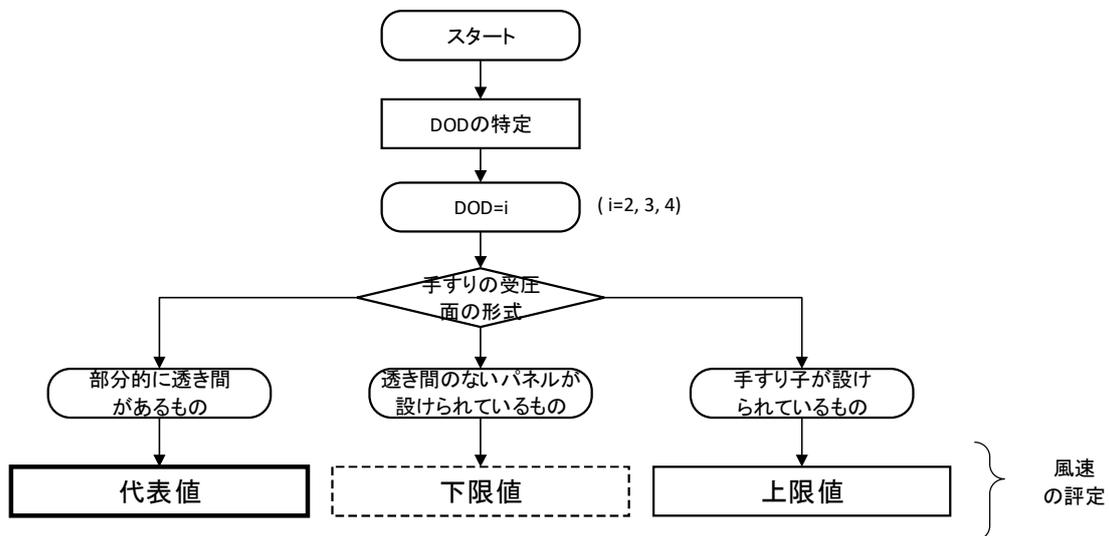 スタート
DODの特定
DOD=i
( i=2, 3, 4)
手すりの受圧
面の形式
部分的に透き間
があるもの
透き間のないパネルが
設けられているもの
手すり子が設け
られているもの
代表値
下限値
上限値
風速
の評定